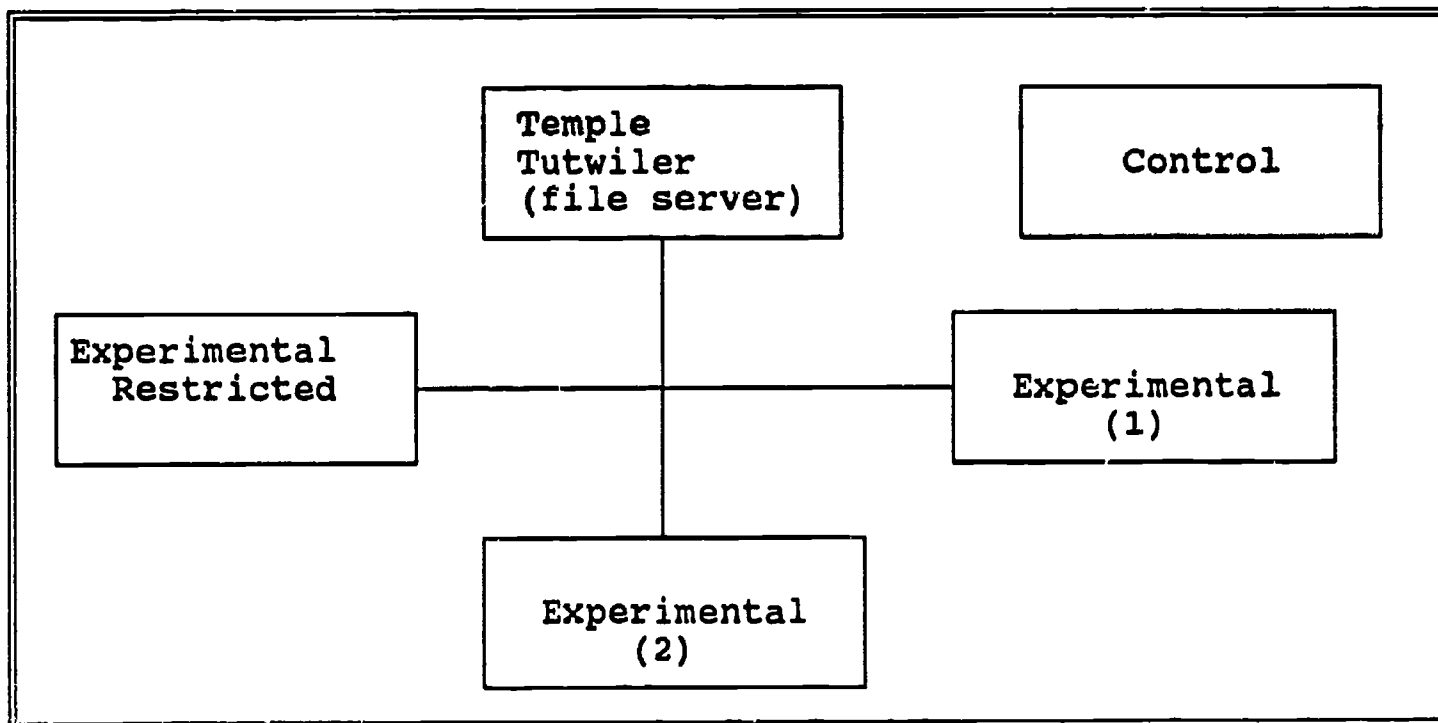 Temple
Tutwiler
(file server)
Control
Experimental
Restricted
Experimental
(1)
Experimental
(2)